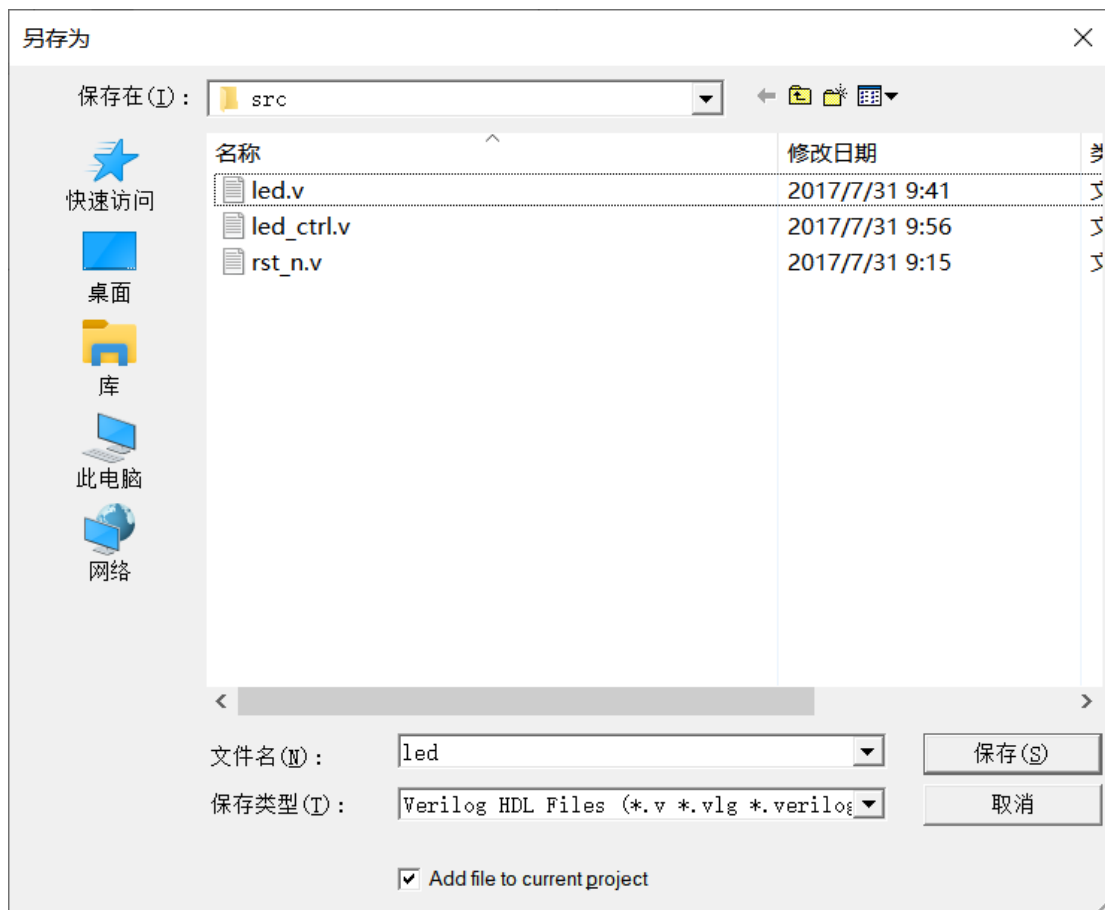 另存为
保存在(I):
src
快速访问
桌面
库
此电脑
网络
名称 修改日期
led.v 2017/7/31 9:41
led_ctrl.v 2017/7/31 9:56
rst_n.v 2017/7/31 9:15
文件名(N): led 保存(S)
保存类型(T): Verilog HDL Files (*.v *.vlg *.verilog 取消
Add file to current project